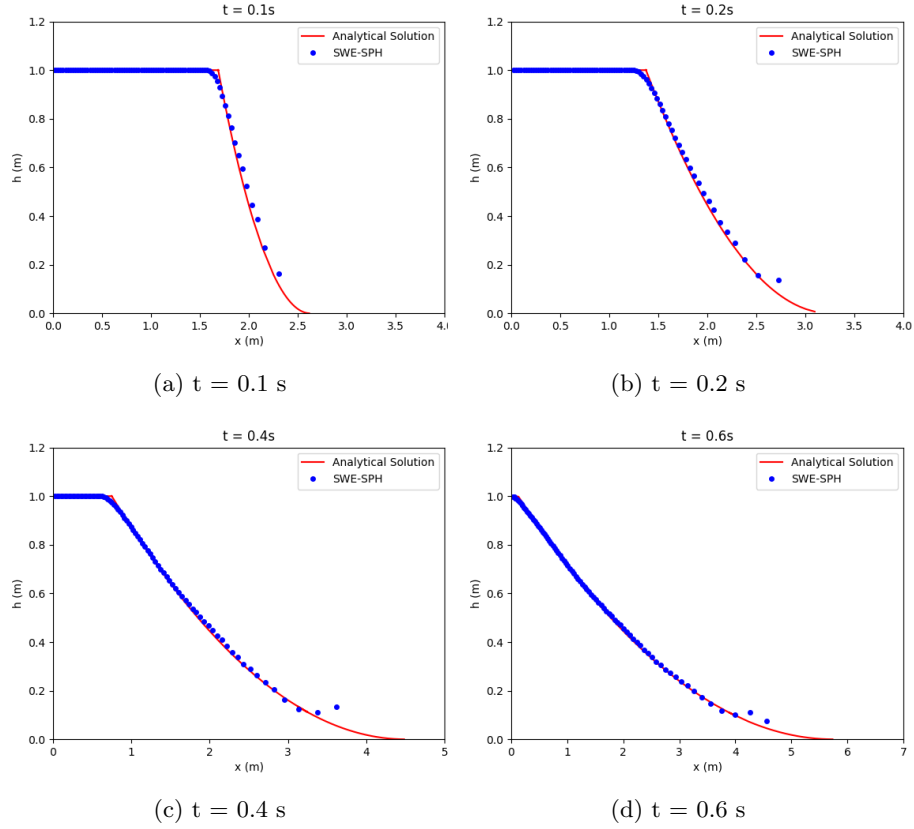 t = 0.1s
1.2
1.0
0.8
0.6
0.4
0.2
0.0
h (m)
Analytical Solution
SWE-SPH
0.0 0.5 1.0 1.5 2.0 2.5 3.0 3.5 4.0
x (m)
(a) t = 0.1 s
t = 0.2s
1.2
1.0
0.8
0.6
0.4
0.2
0.0
h (m)
Analytical Solution
SWE-SPH
0.0 0.5 1.0 1.5 2.0 2.5 3.0 3.5 4.0
x (m)
(b) t = 0.2 s
t = 0.4s
1.2
1.0
0.8
0.6
0.4
0.2
0.0
h (m)
Analytical Solution
SWE-SPH
0 1 2 3 4 5
x (m)
(c) t = 0.4 s
t = 0.6s
1.2
1.0
0.8
0.6
0.4
0.2
0.0
h (m)
Analytical Solution
SWE-SPH
0 1 2 3 4 5 6 7
x (m)
(d) t = 0.6 s